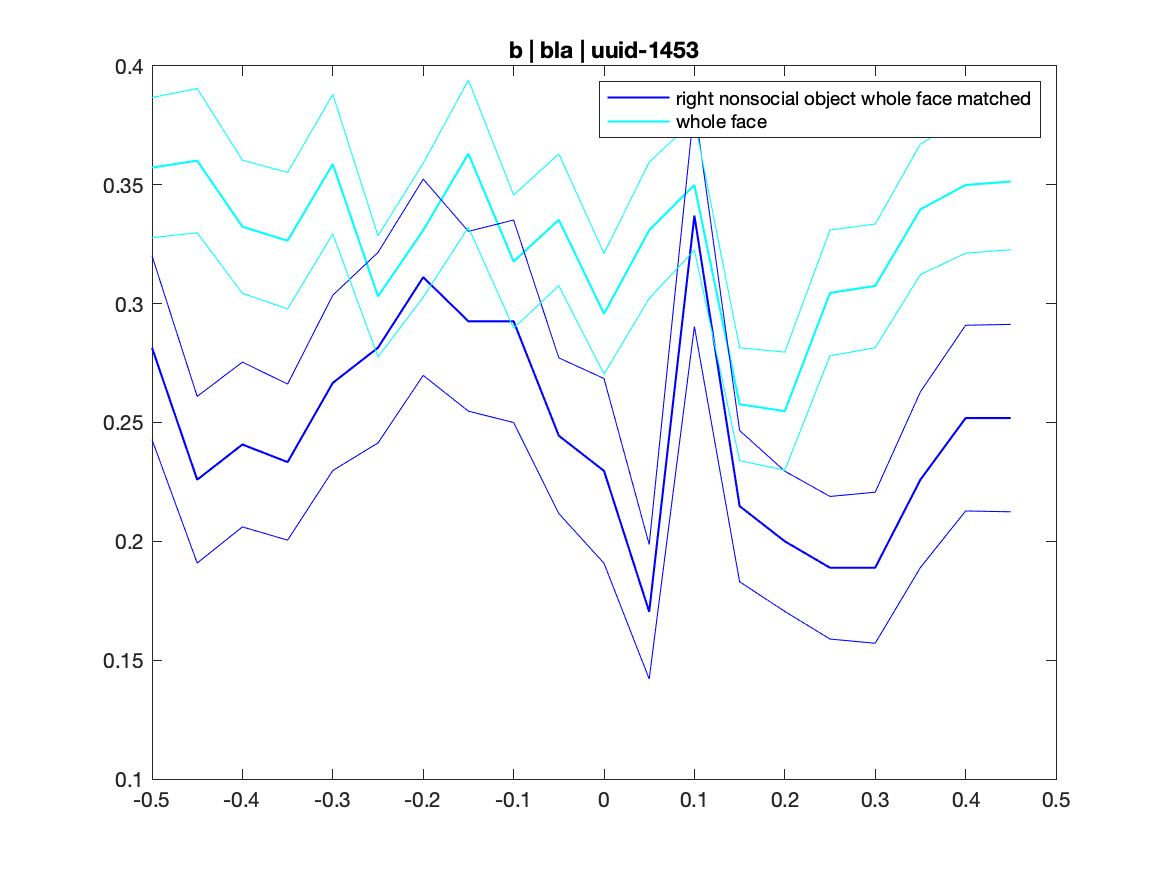 b | bla | uuid-1453
right nonsocial object whole face matched
whole face
0.4
0.35
0.3
0.25
0.2
0.15
0.1
-0.5 -0.4 -0.3 -0.2 -0.1 0 0.1 0.2 0.3 0.4 0.5